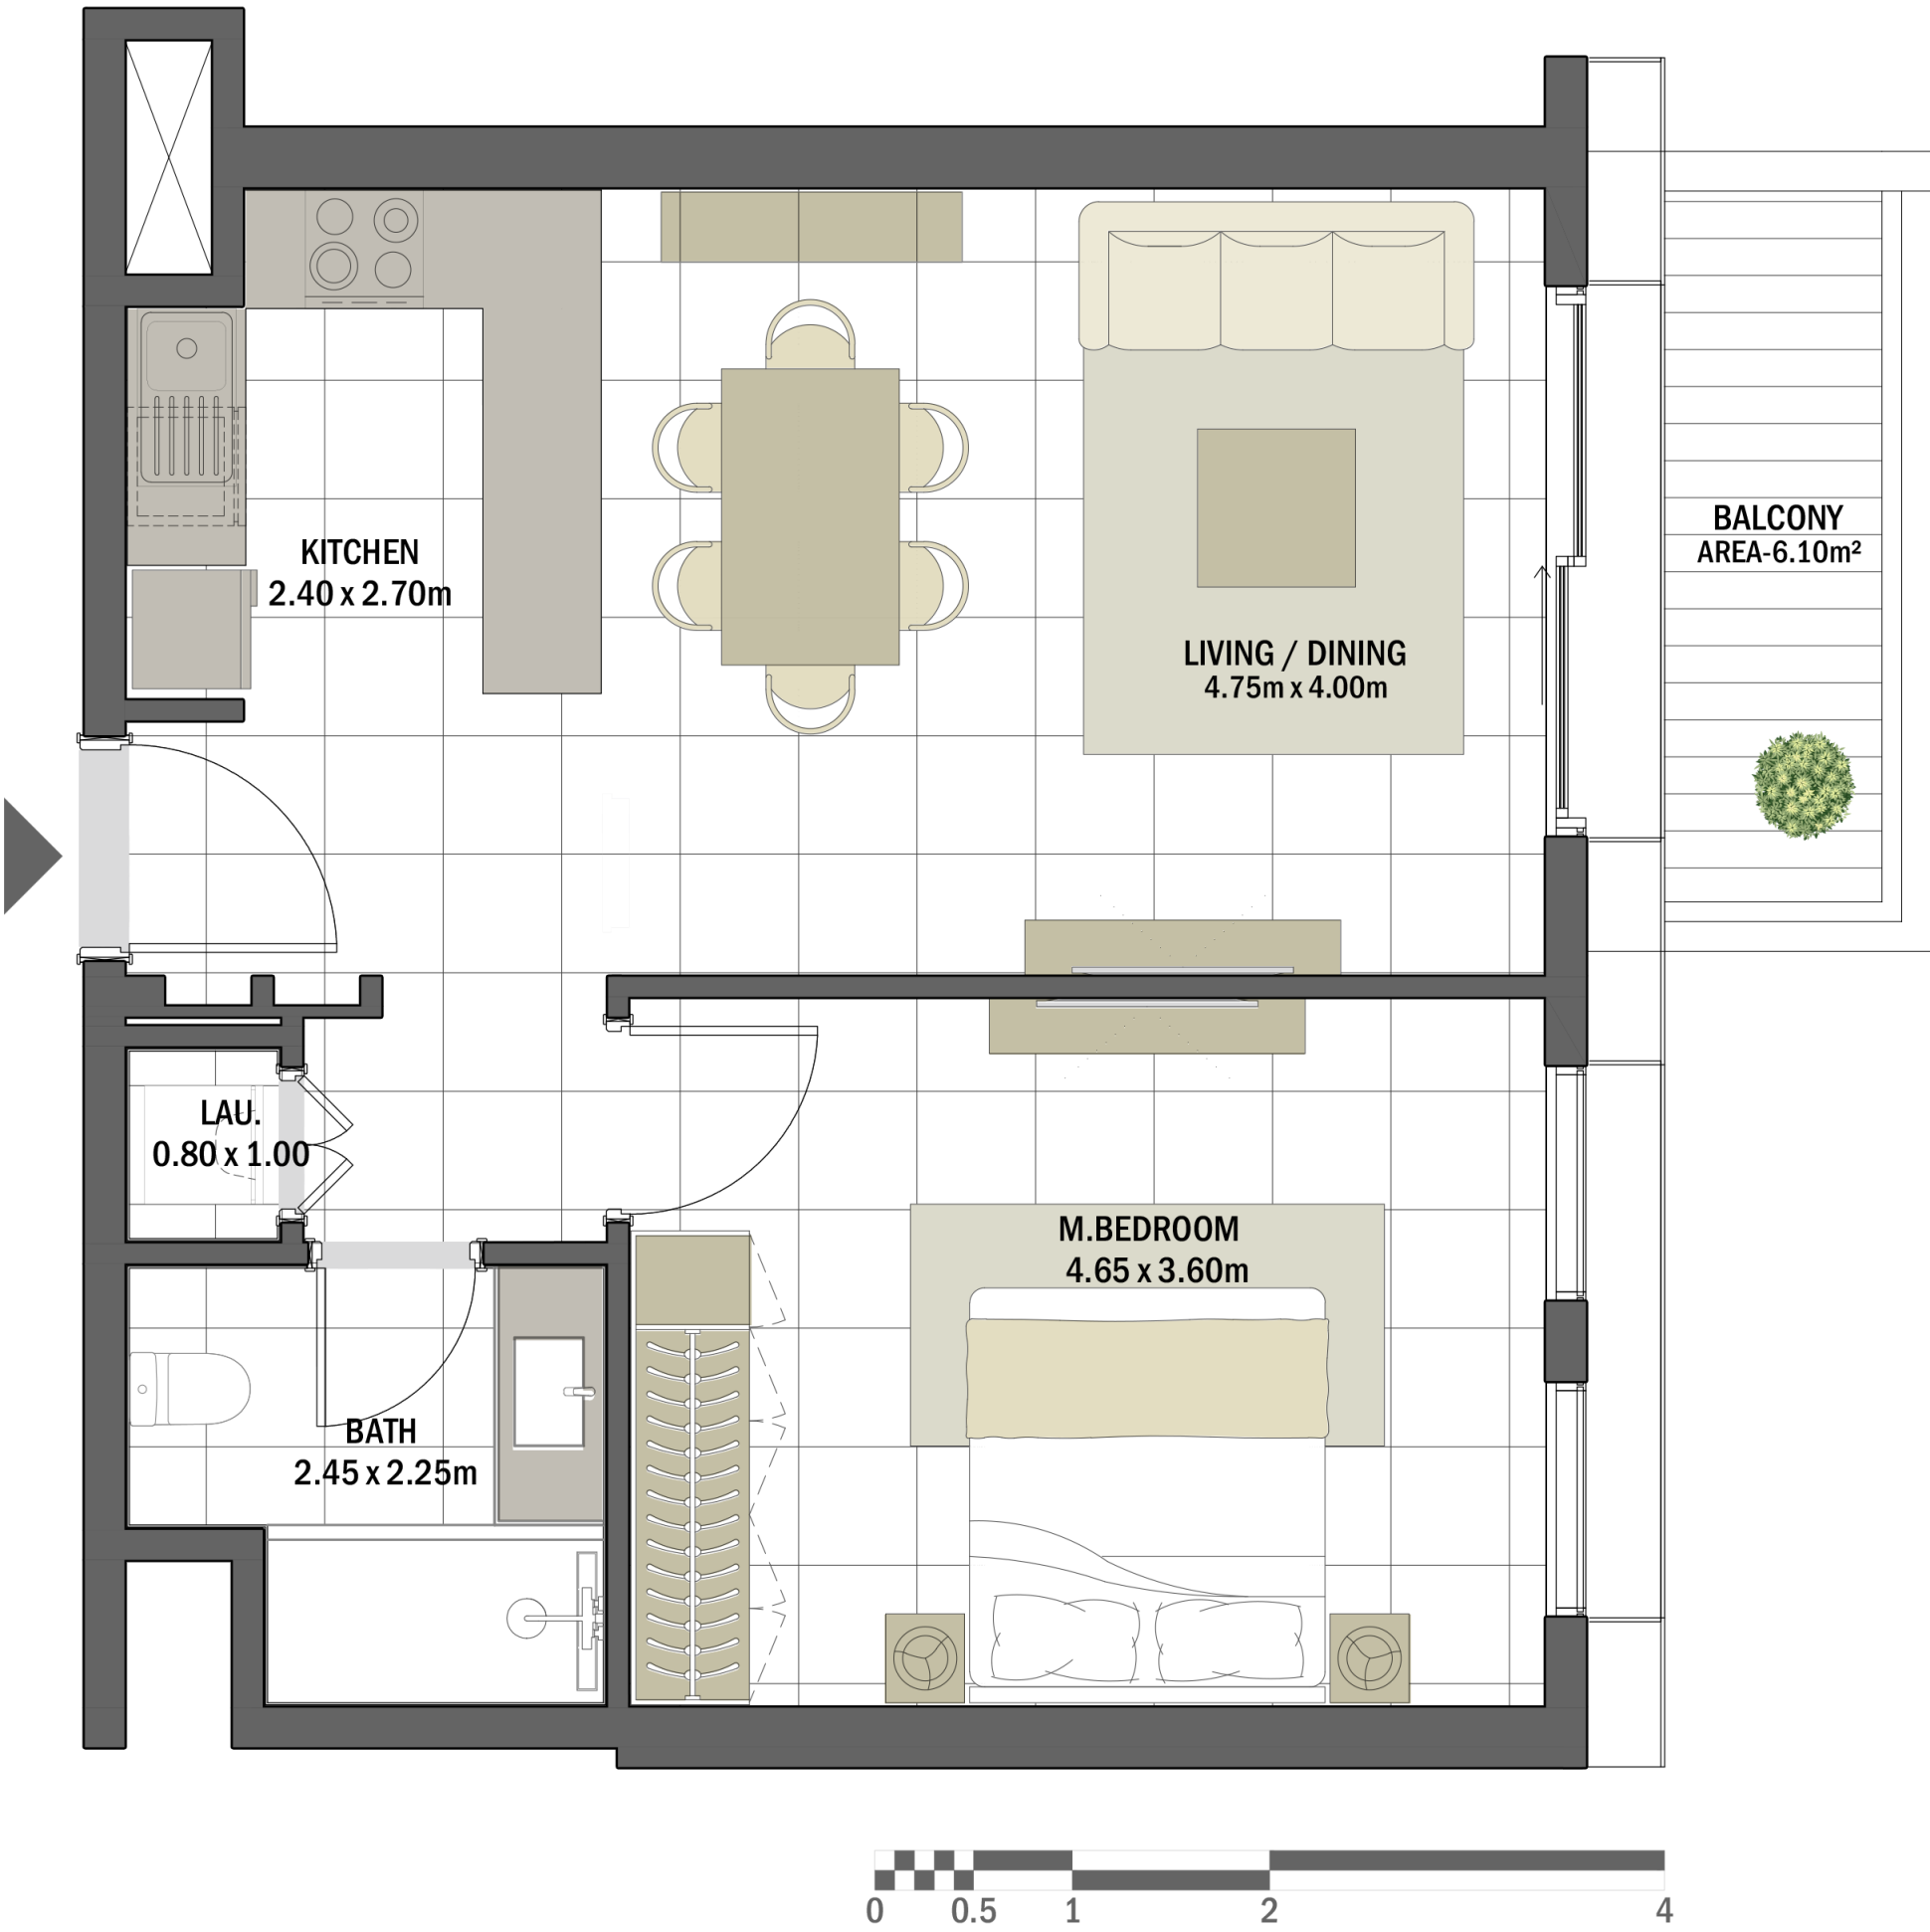 KITCHEN
2.40 x 2.70m
BALCONY
AREA-6.10m²
LIVING / DINING
4.75m x 4.00m
LAU.
0.80 x 1.00
M.BEDROOM
4.65 x 3.60m
BATH
2.45 x 2.25m
0 0.5 1 2 4